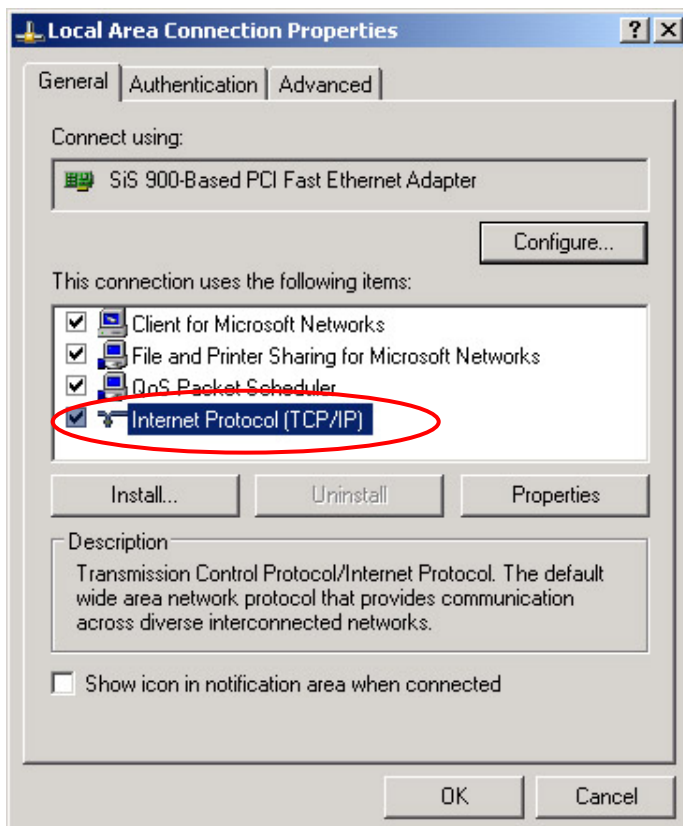 Local Area Connection Properties
General Authentication Advanced
Connect using:
SiS 900-Based PCI Fast Ethernet Adapter
Configure...
This connection uses the following items:
Client for Microsoft Networks
File and Printer Sharing for Microsoft Networks
QoS Packet Scheduler
Internet Protocol (TCP/IP)
Install... Uninstall Properties
Description
Transmission Control Protocol/Internet Protocol. The default
wide area network protocol that provides communication
across diverse interconnected networks.
Show icon in notification area when connected
OK Cancel